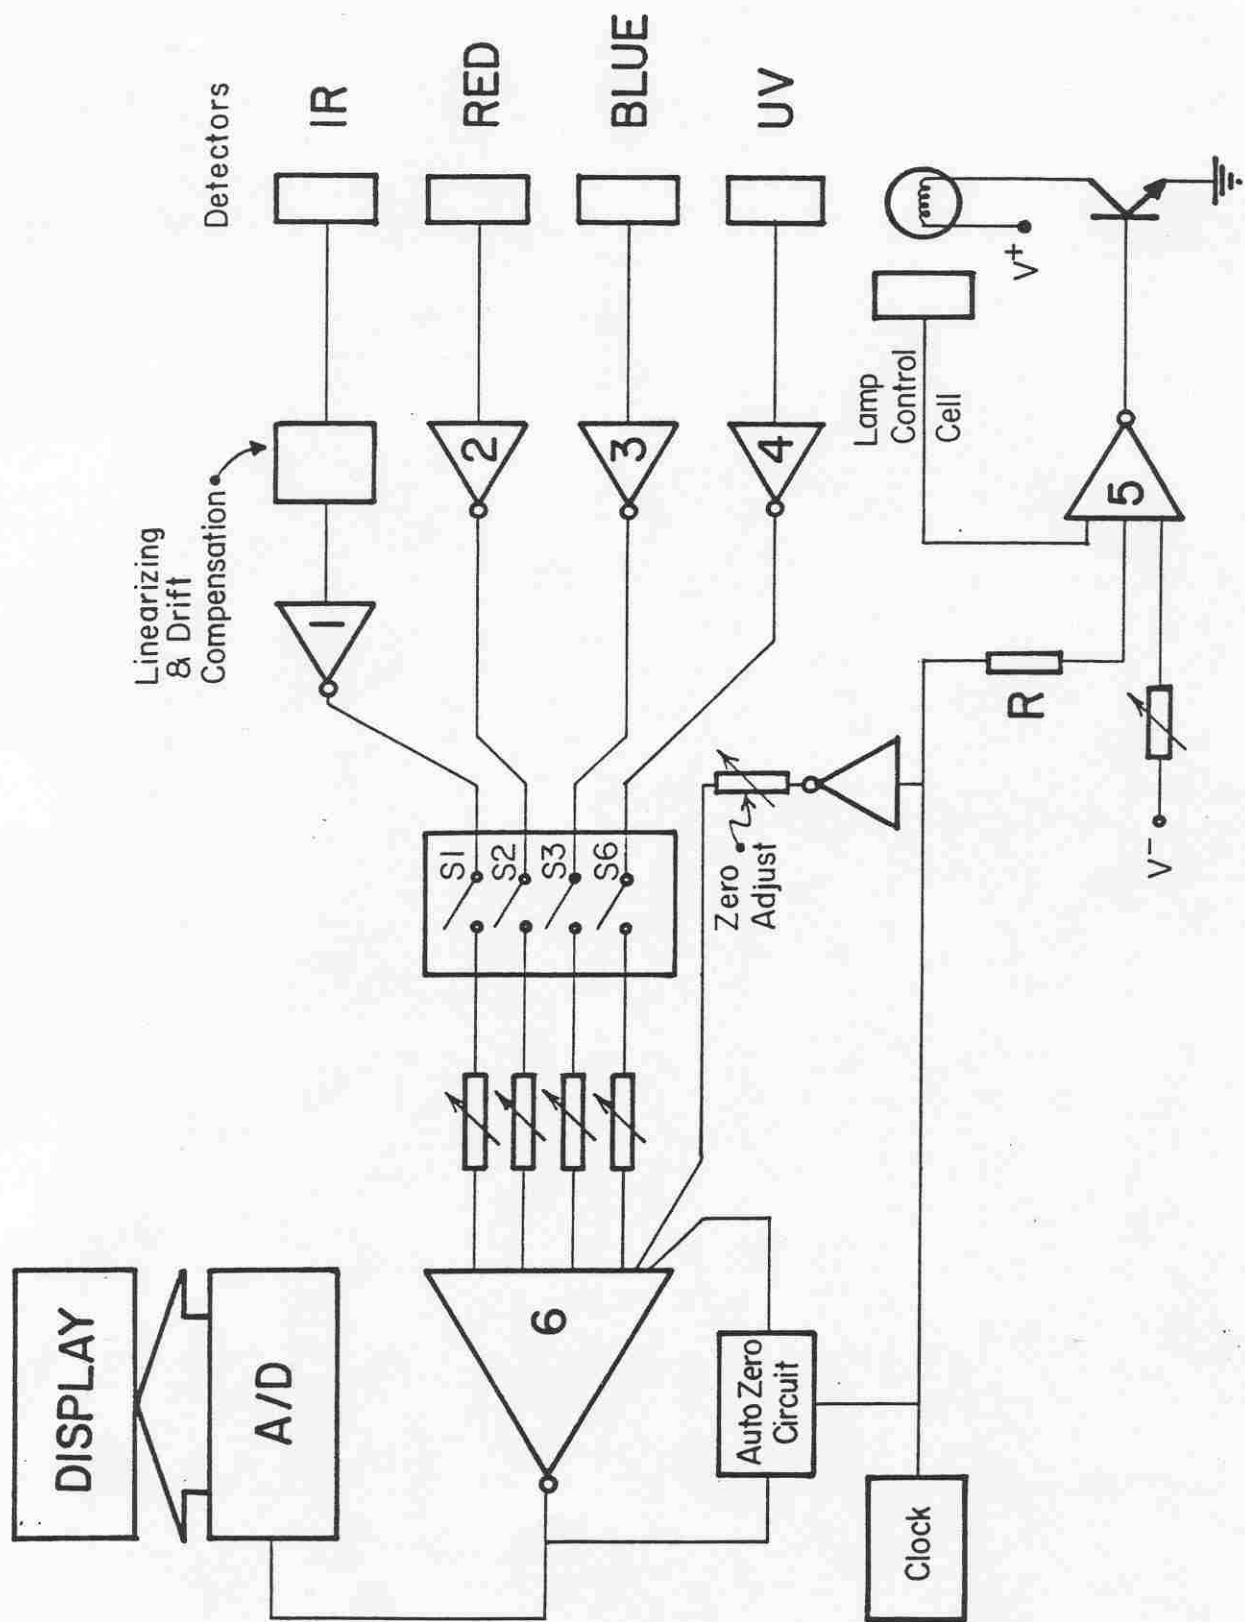 DISPLAY
A/D
6
Auto Zero
Circuit
Clock
S1
S2
S3
S6
Zero
Adjust
Linearizing
& Drift
Compensation
1
2
3
4
Detectors
IR
RED
BLUE
UV
Lamp
Control
Cell
5
R
V−
V+